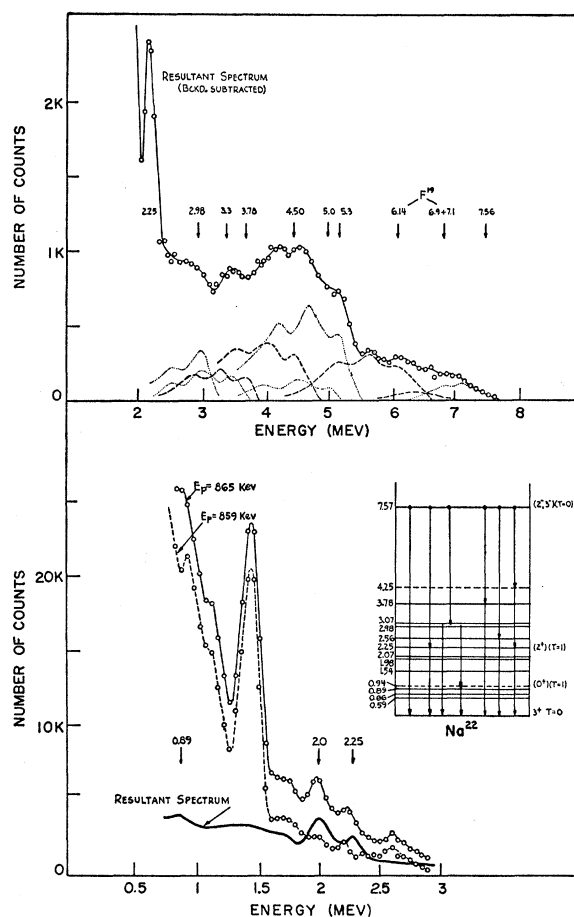 NUMBER OF COUNTS
2K
1K
0
RESULTANT SPECTRUM
(BCKD. SUBTRACTED)
F19
2.25 2.98 3.3 3.78 4.50 5.0 5.3 6.14 6.9+7.1 7.56
2 3 4 5 6 7 8
ENERGY (MEV)
NUMBER OF COUNTS
20K
10K
0
Ep= 865 Kev
Ep= 859 Kev
0.89 2.0 2.25
RESULTANT SPECTRUM
0.5 1 1.5 2 2.5 3
ENERGY (MEV)
7.57 (2-,3-)(T=0)
4.25
3.78
3.07
2.98
2.56
2.25 (2+)(T=1)
2.07
1.98
1.54
0.94 (0+)(T=1)
0.89
0.66
0.59
3+ T=0
Na22